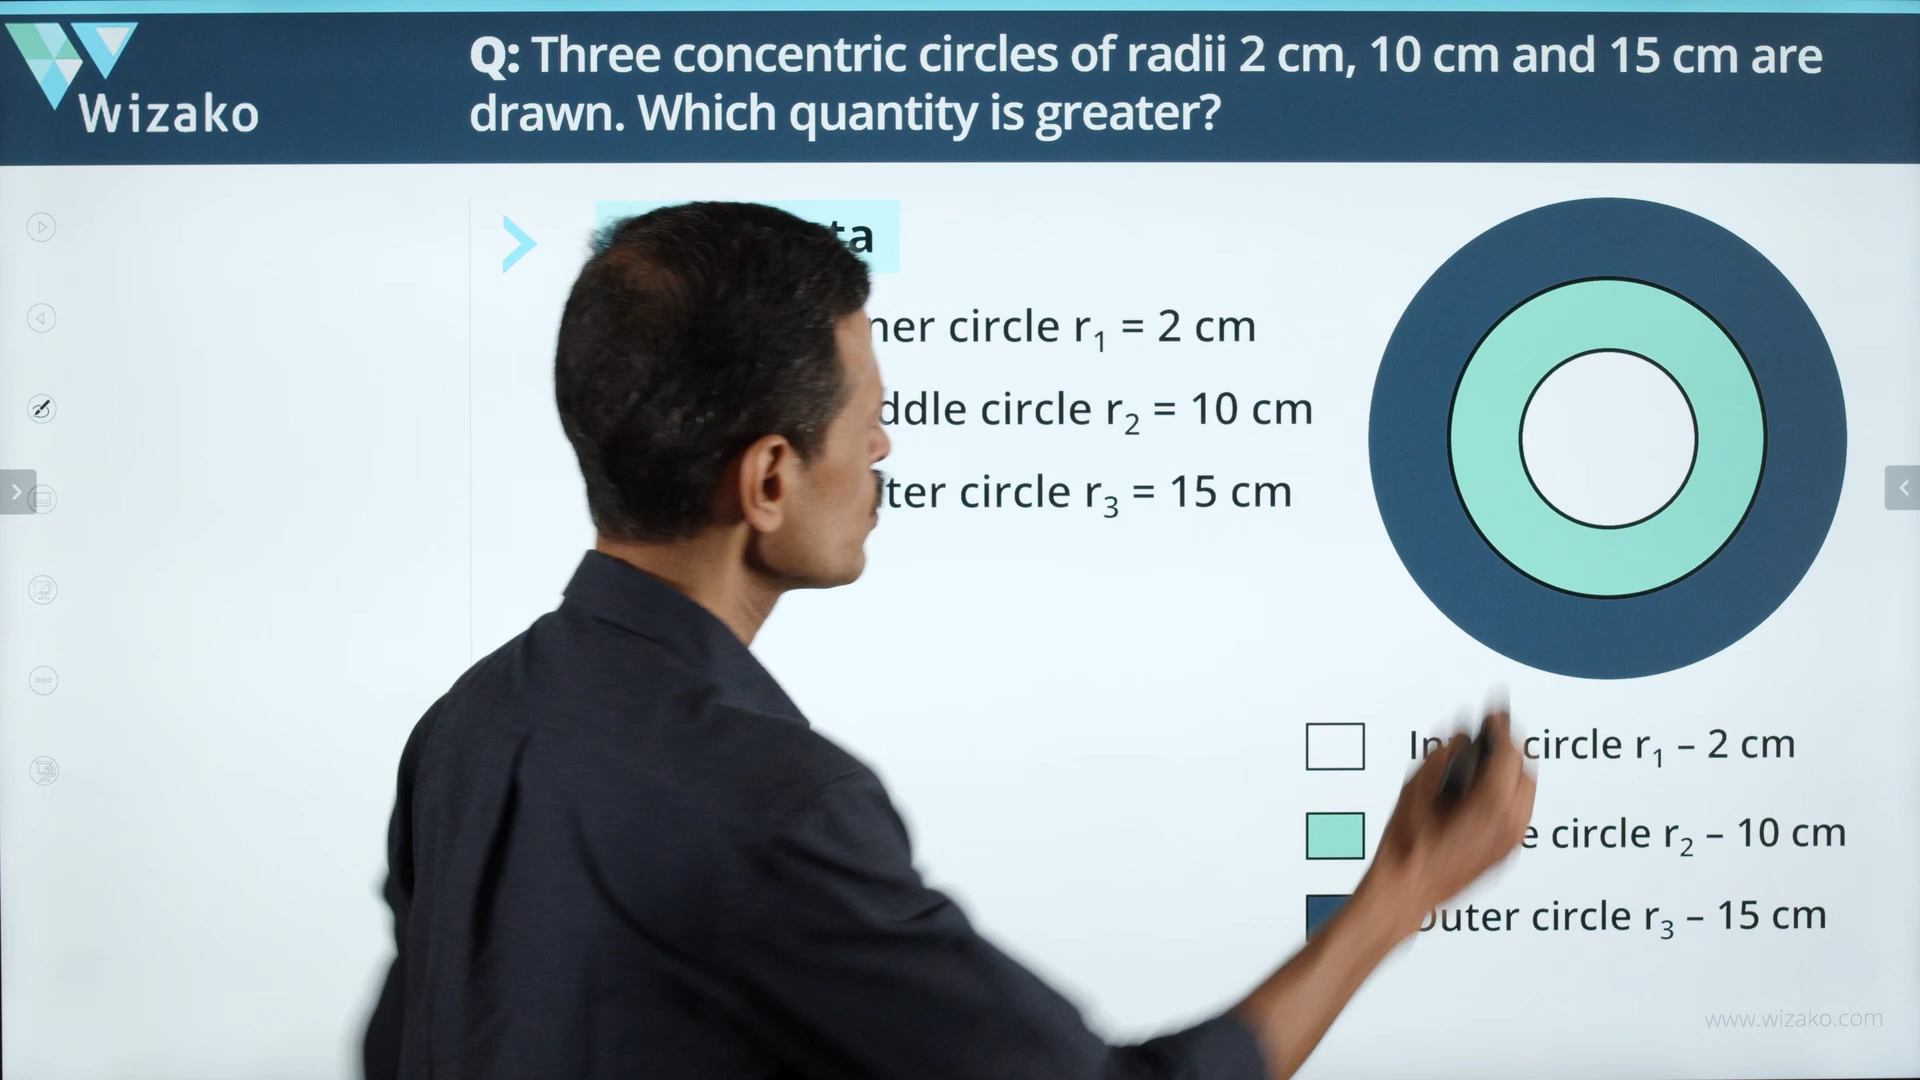 Wizako
Q: Three concentric circles of radii 2 cm, 10 cm and 15 cm are
drawn. Which quantity is greater?
ta
ner circle r₁ = 2 cm
ddle circle r₂ = 10 cm
ter circle r₃ = 15 cm
circle r₁ – 2 cm
e circle r₂ – 10 cm
Outer circle r₃ – 15 cm
www.wizako.com